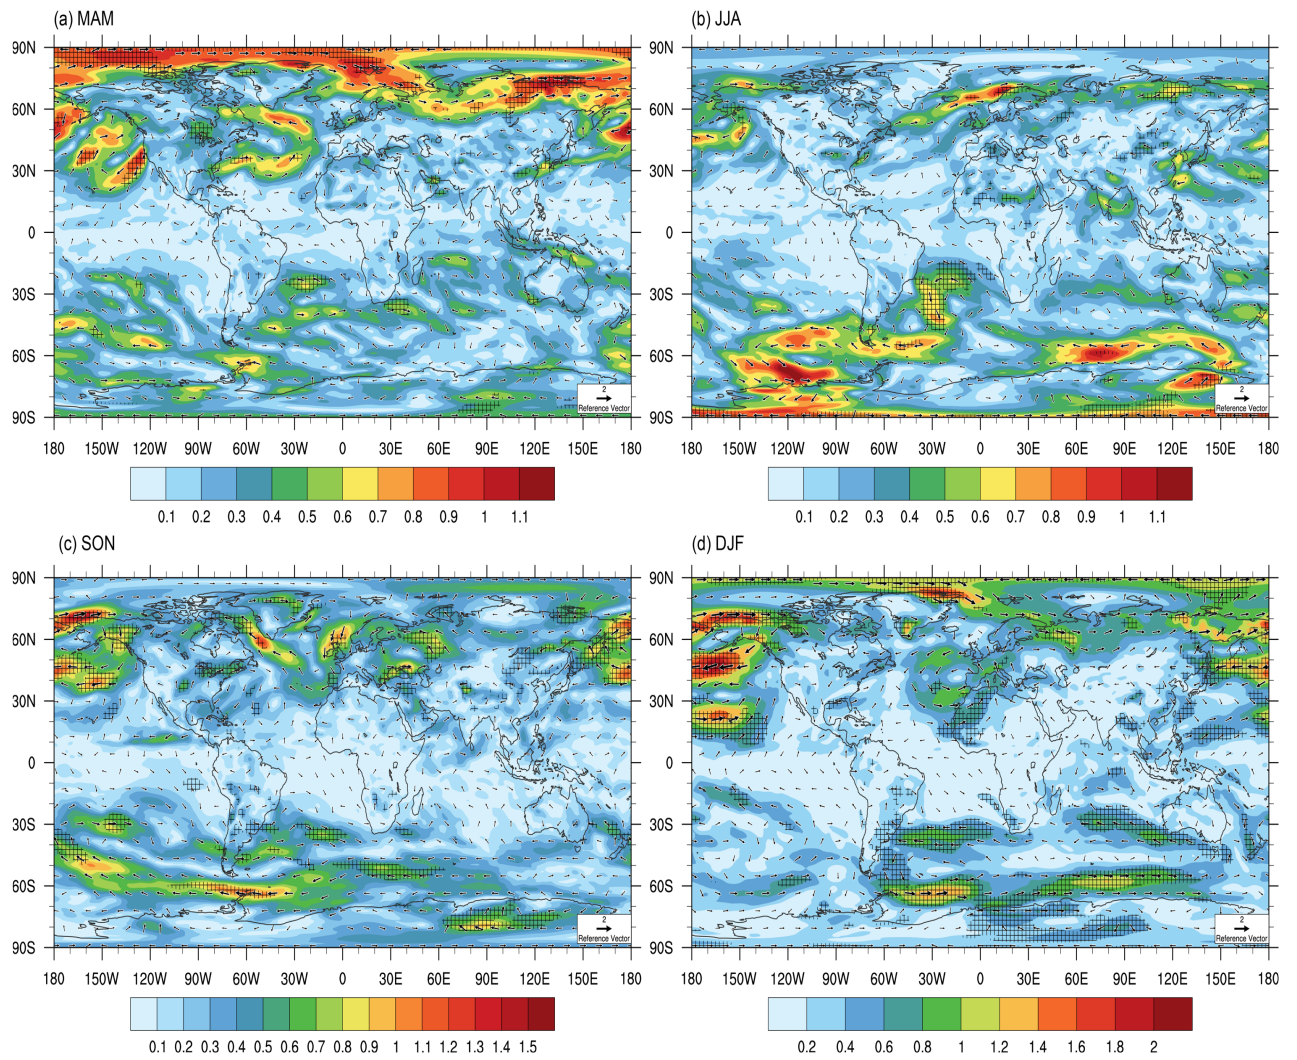 (a) MAM
90N
60N
30N
0
30S
60S
90S
2
Reference Vector
180 150W 120W 90W 60W 30W 0 30E 60E 90E 120E 150E 180
0.1 0.2 0.3 0.4 0.5 0.6 0.7 0.8 0.9 1 1.1
(b) JJA
90N
60N
30N
0
30S
60S
90S
2
Reference Vector
180 150W 120W 90W 60W 30W 0 30E 60E 90E 120E 150E 180
0.1 0.2 0.3 0.4 0.5 0.6 0.7 0.8 0.9 1 1.1
(c) SON
90N
60N
30N
0
30S
60S
90S
2
Reference Vector
180 150W 120W 90W 60W 30W 0 30E 60E 90E 120E 150E 180
0.1 0.2 0.3 0.4 0.5 0.6 0.7 0.8 0.9 1 1.1 1.2 1.3 1.4 1.5
(d) DJF
90N
60N
30N
0
30S
60S
90S
2
Reference Vector
180 150W 120W 90W 60W 30W 0 30E 60E 90E 120E 150E 180
0.2 0.4 0.6 0.8 1 1.2 1.4 1.6 1.8 2